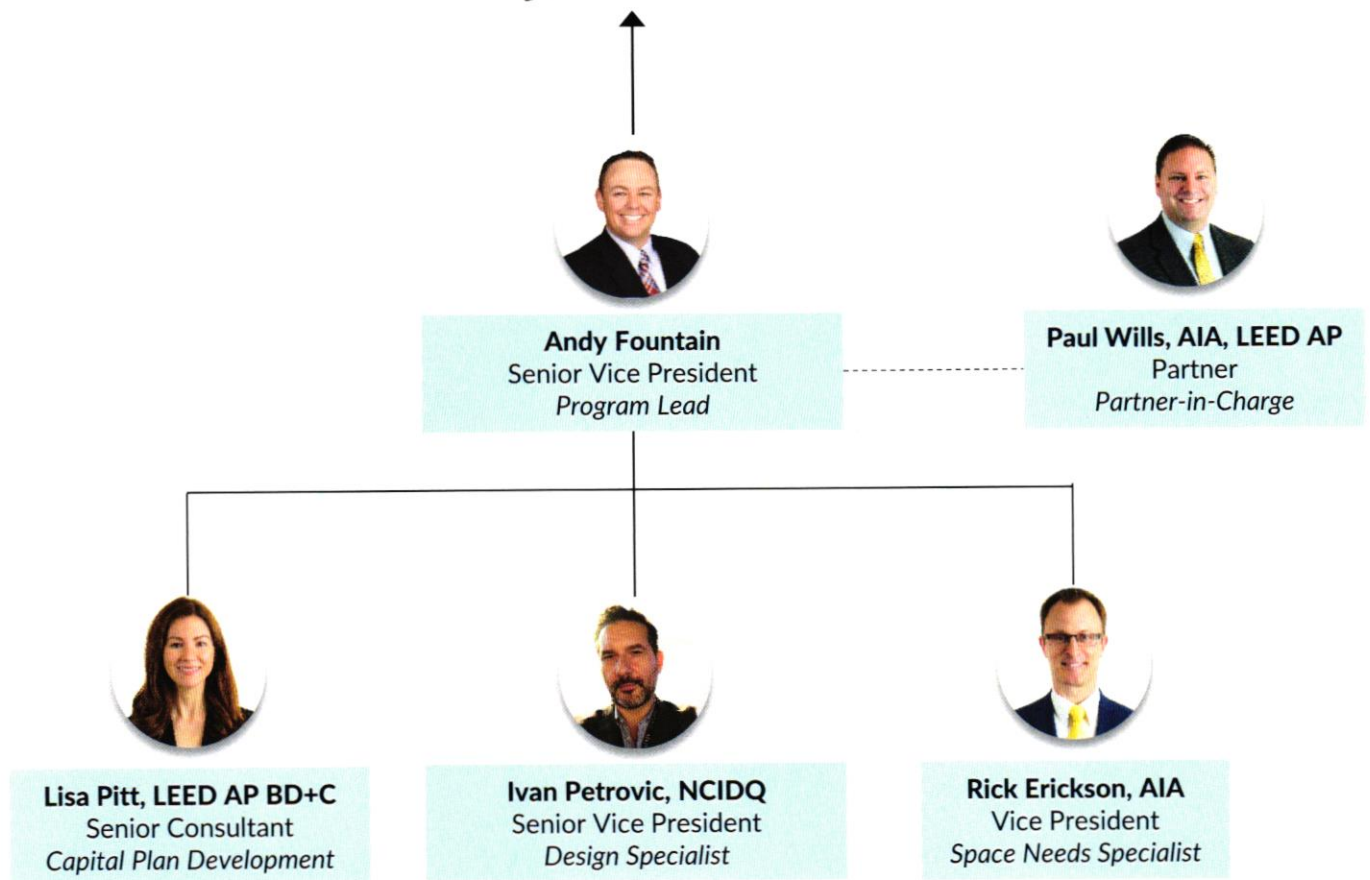 Andy Fountain
Senior Vice President
Program Lead
Paul Wills, AIA, LEED AP
Partner
Partner-in-Charge
Lisa Pitt, LEED AP BD+C
Senior Consultant
Capital Plan Development
Ivan Petrovic, NCIDQ
Senior Vice President
Design Specialist
Rick Erickson, AIA
Vice President
Space Needs Specialist